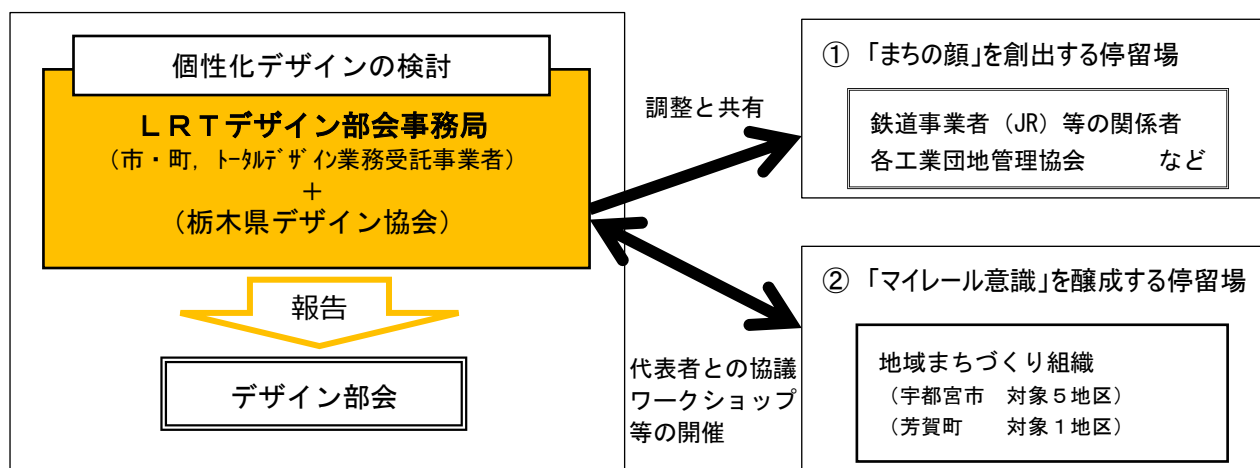 個性化デザインの検討
ＬＲＴデザイン部会事務局
（市・町，ﾄｰﾀﾙﾃﾞｻﾞｲﾝ業務受託事業者）
＋
（栃木県デザイン協会）
報告
デザイン部会
調整と共有
代表者との協議
ワークショップ
等の開催
① 「まちの顔」を創出する停留場
鉄道事業者（JR）等の関係者
各工業団地管理協会　　　など
② 「マイレール意識」を醸成する停留場
地域まちづくり組織
（宇都宮市　対象５地区）
（芳賀町　　対象１地区）